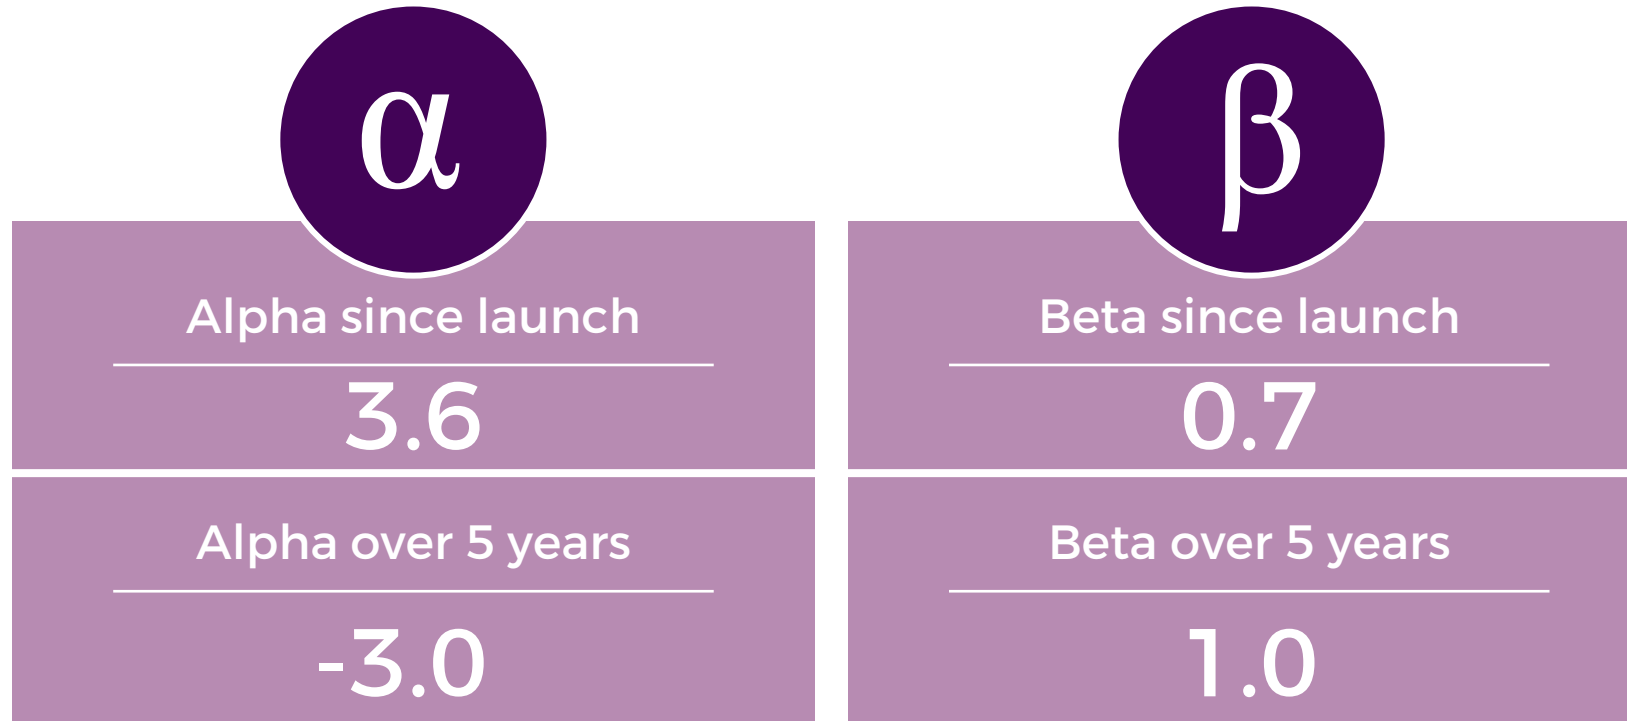 α
Alpha since launch
3.6
Alpha over 5 years
-3.0
β
Beta since launch
0.7
Beta over 5 years
1.0